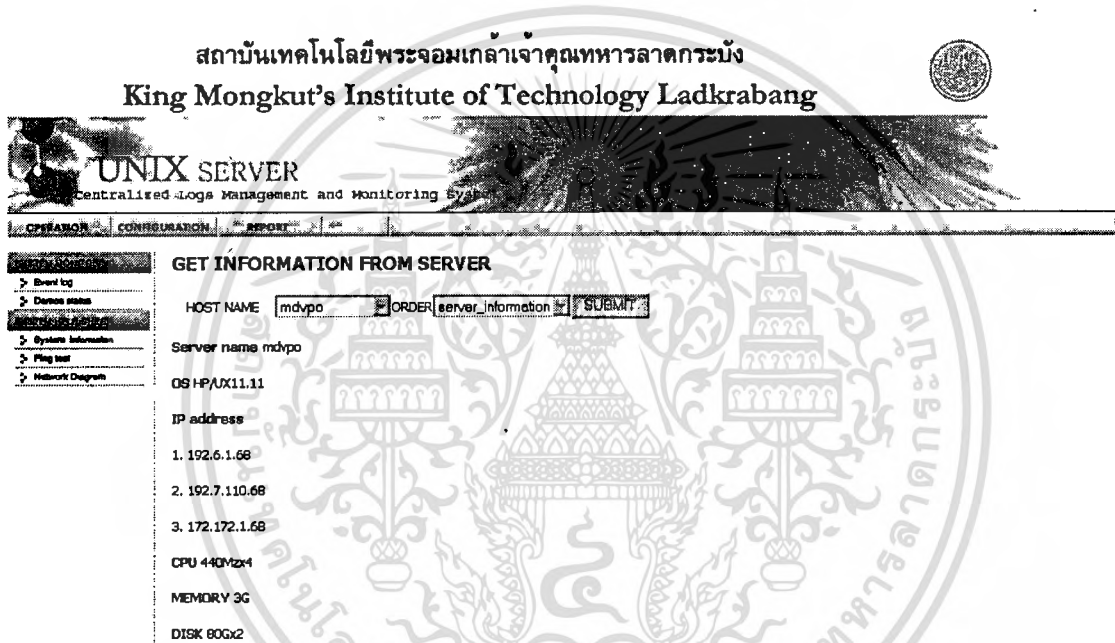 สถาบันเทคโนโลยีพระจอมเกล้าเจ้าคุณทหารลาดกระบัง
King Mongkut's Institute of Technology Ladkrabang
UNIX SERVER
Centralized Logs Management and Monitoring System
OPERATION CONFIGURATION REPORT
GET INFORMATION FROM SERVER
Event log
HOST NAME mdvpo ORDER server_information SUBMIT
System Information
Ping test
Network Diagram
Server name mdvpo
OS HP/UX11.11
IP address
1. 192.6.1.68
2. 192.7.110.68
3. 172.172.1.68
CPU 440Mzx4
MEMORY 3G
DISK 80Gx2